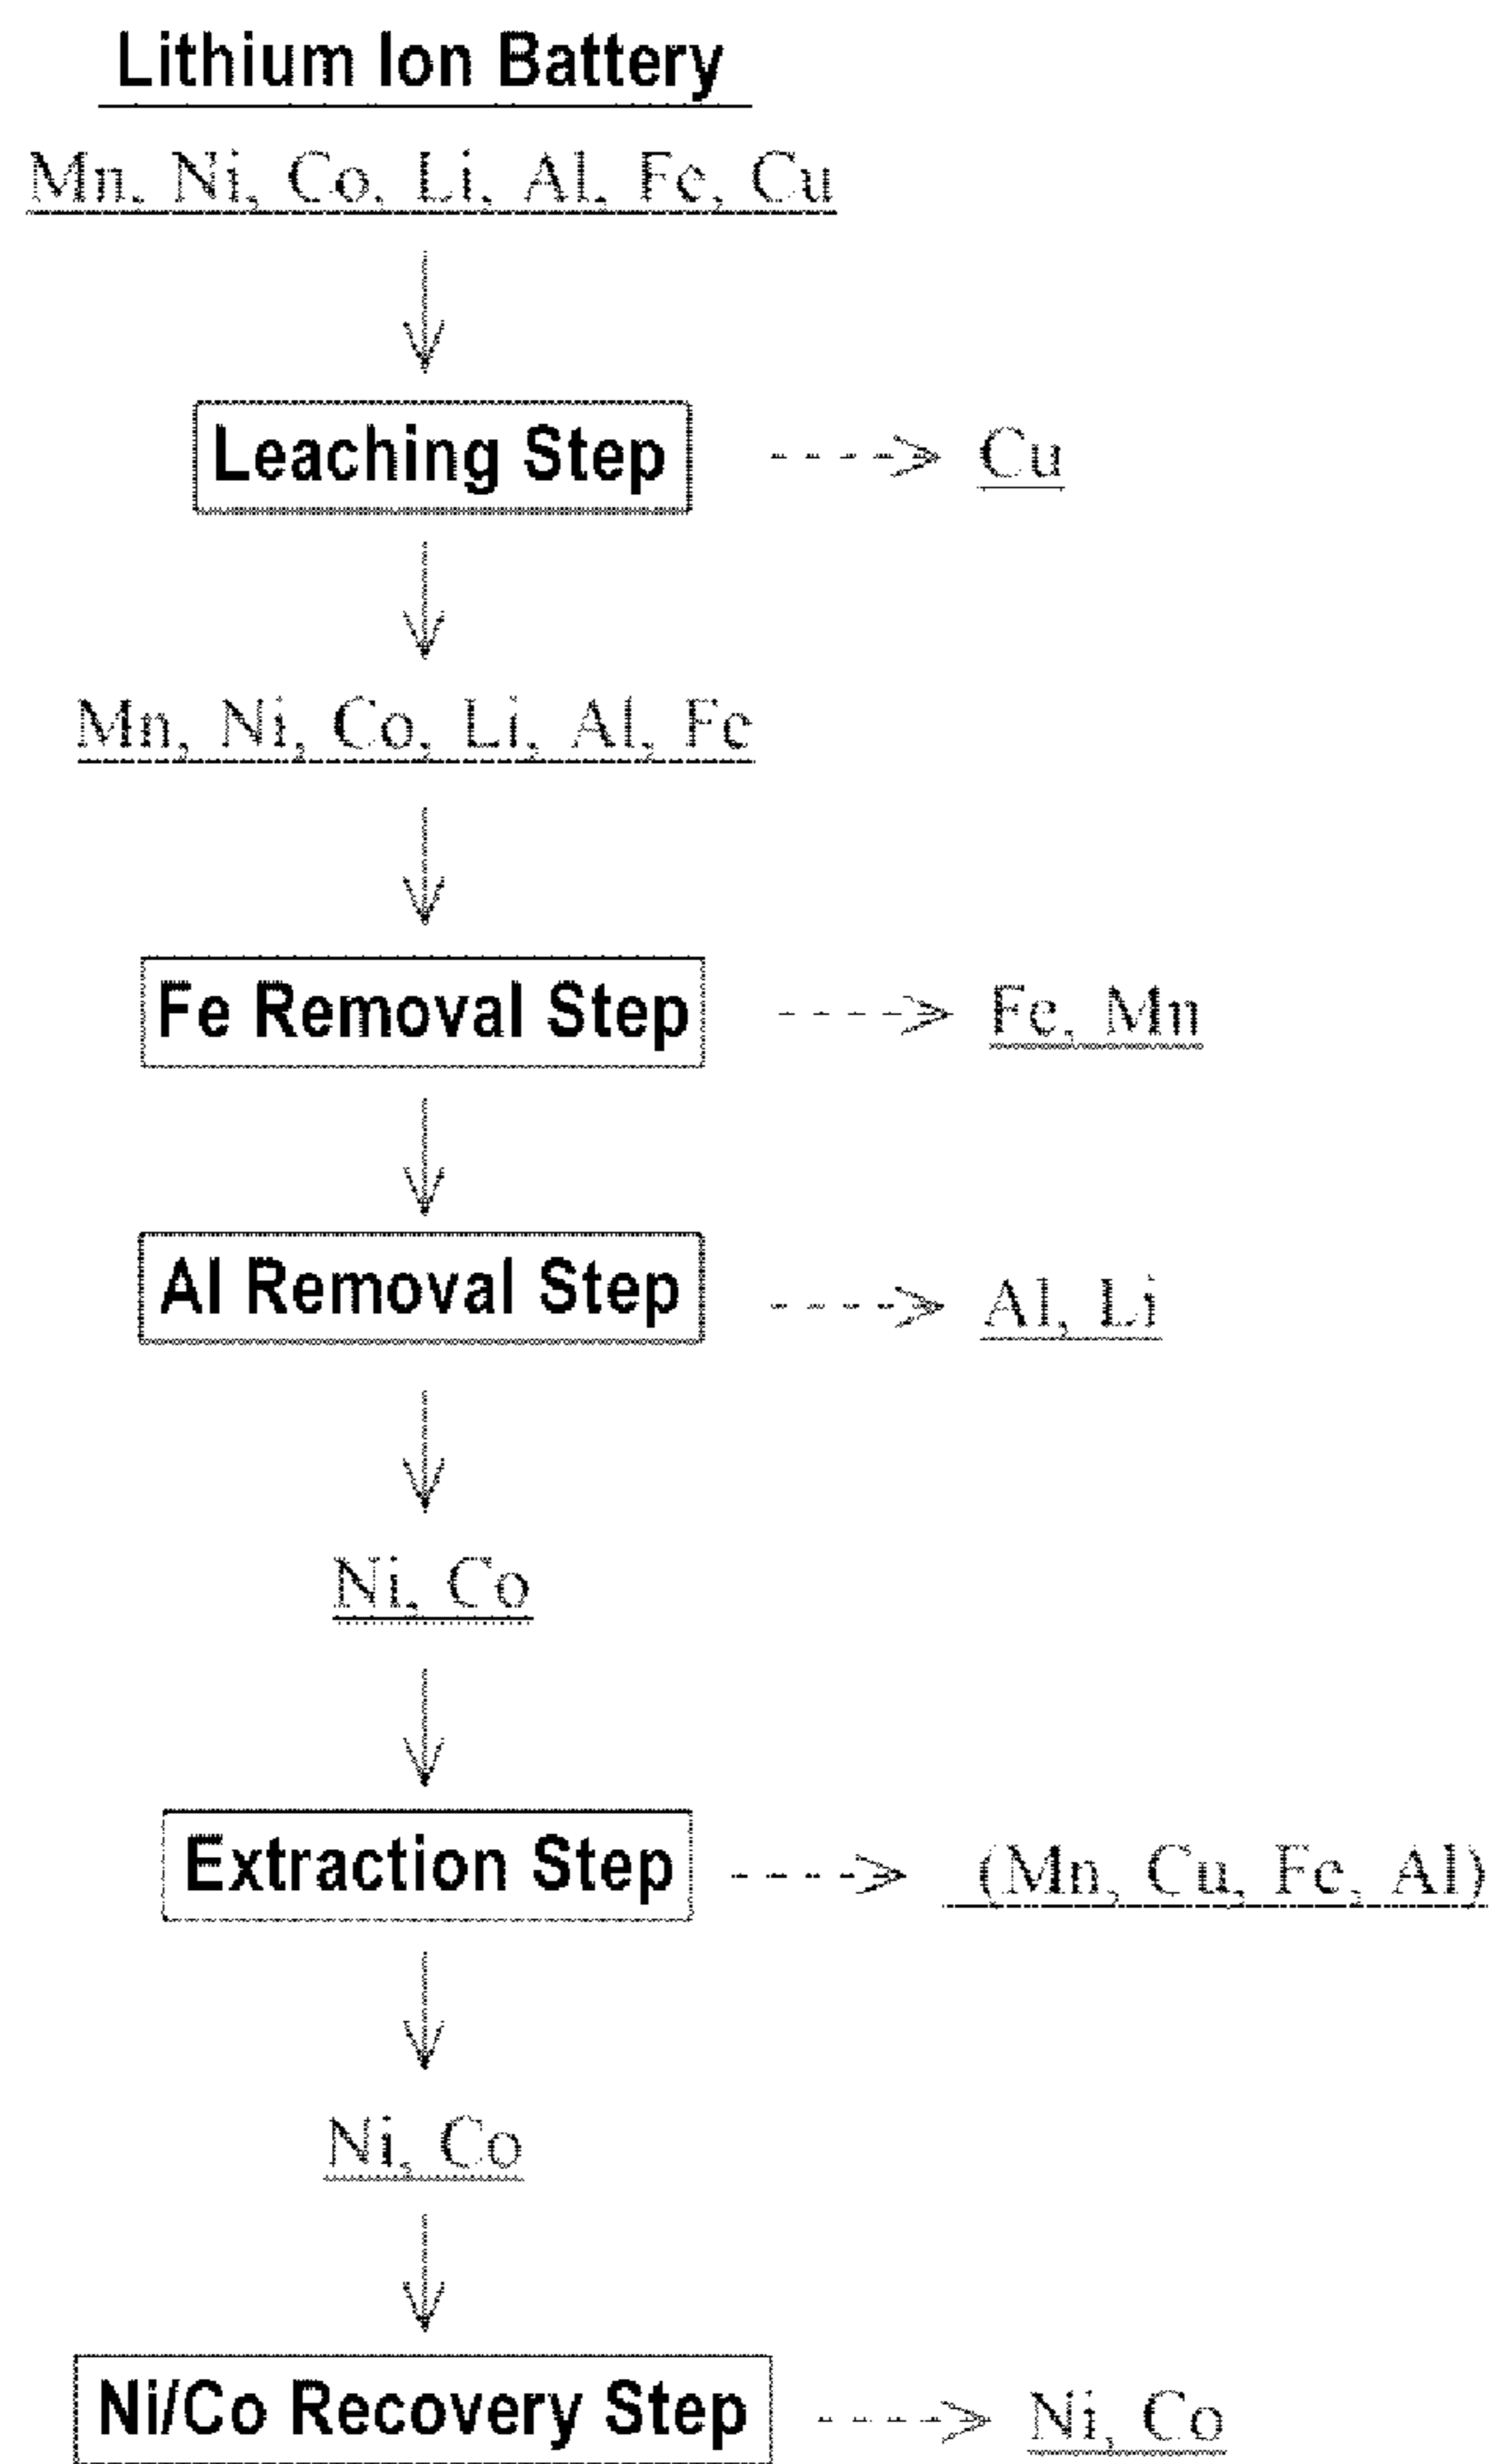 Lithium Ion Battery
Mn, Ni, Co, Li, Al, Fe, Cu
Leaching Step
Cu
Mn, Ni, Co, Li, Al, Fe
Fe Removal Step
Fe, Mn
Al Removal Step
Al, Li
Ni, Co
Extraction Step
(Mn, Cu, Fe, Al)
Ni, Co
Ni/Co Recovery Step
Ni, Co